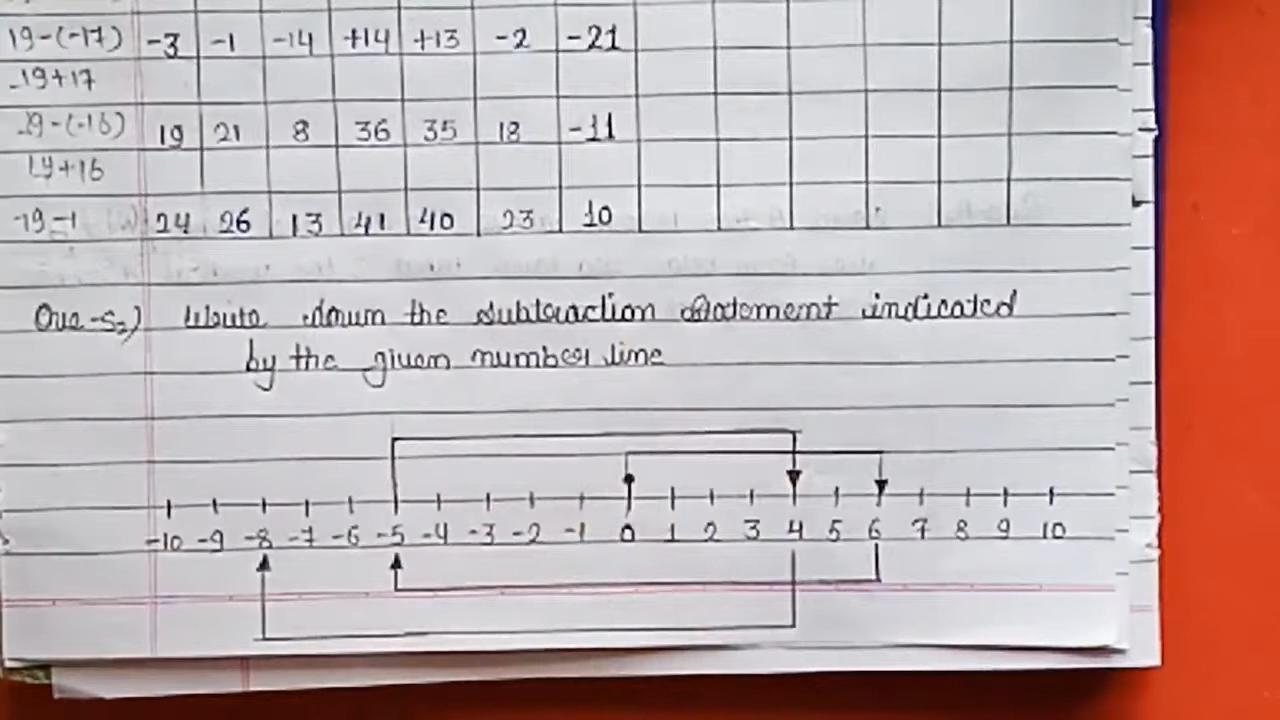 19-(-17) -3 -1 -14 +14 +13 -2 -21
-19+17
-19-(-16) 19 21 8 36 35 18 -11
19+16
-19-1 24 26 13 41 40 23 10
Que-S2) Write down the subtraction statement indicated
by the given number line
-10 -9 -8 -7 -6 -5 -4 -3 -2 -1 0 1 2 3 4 5 6 7 8 9 10